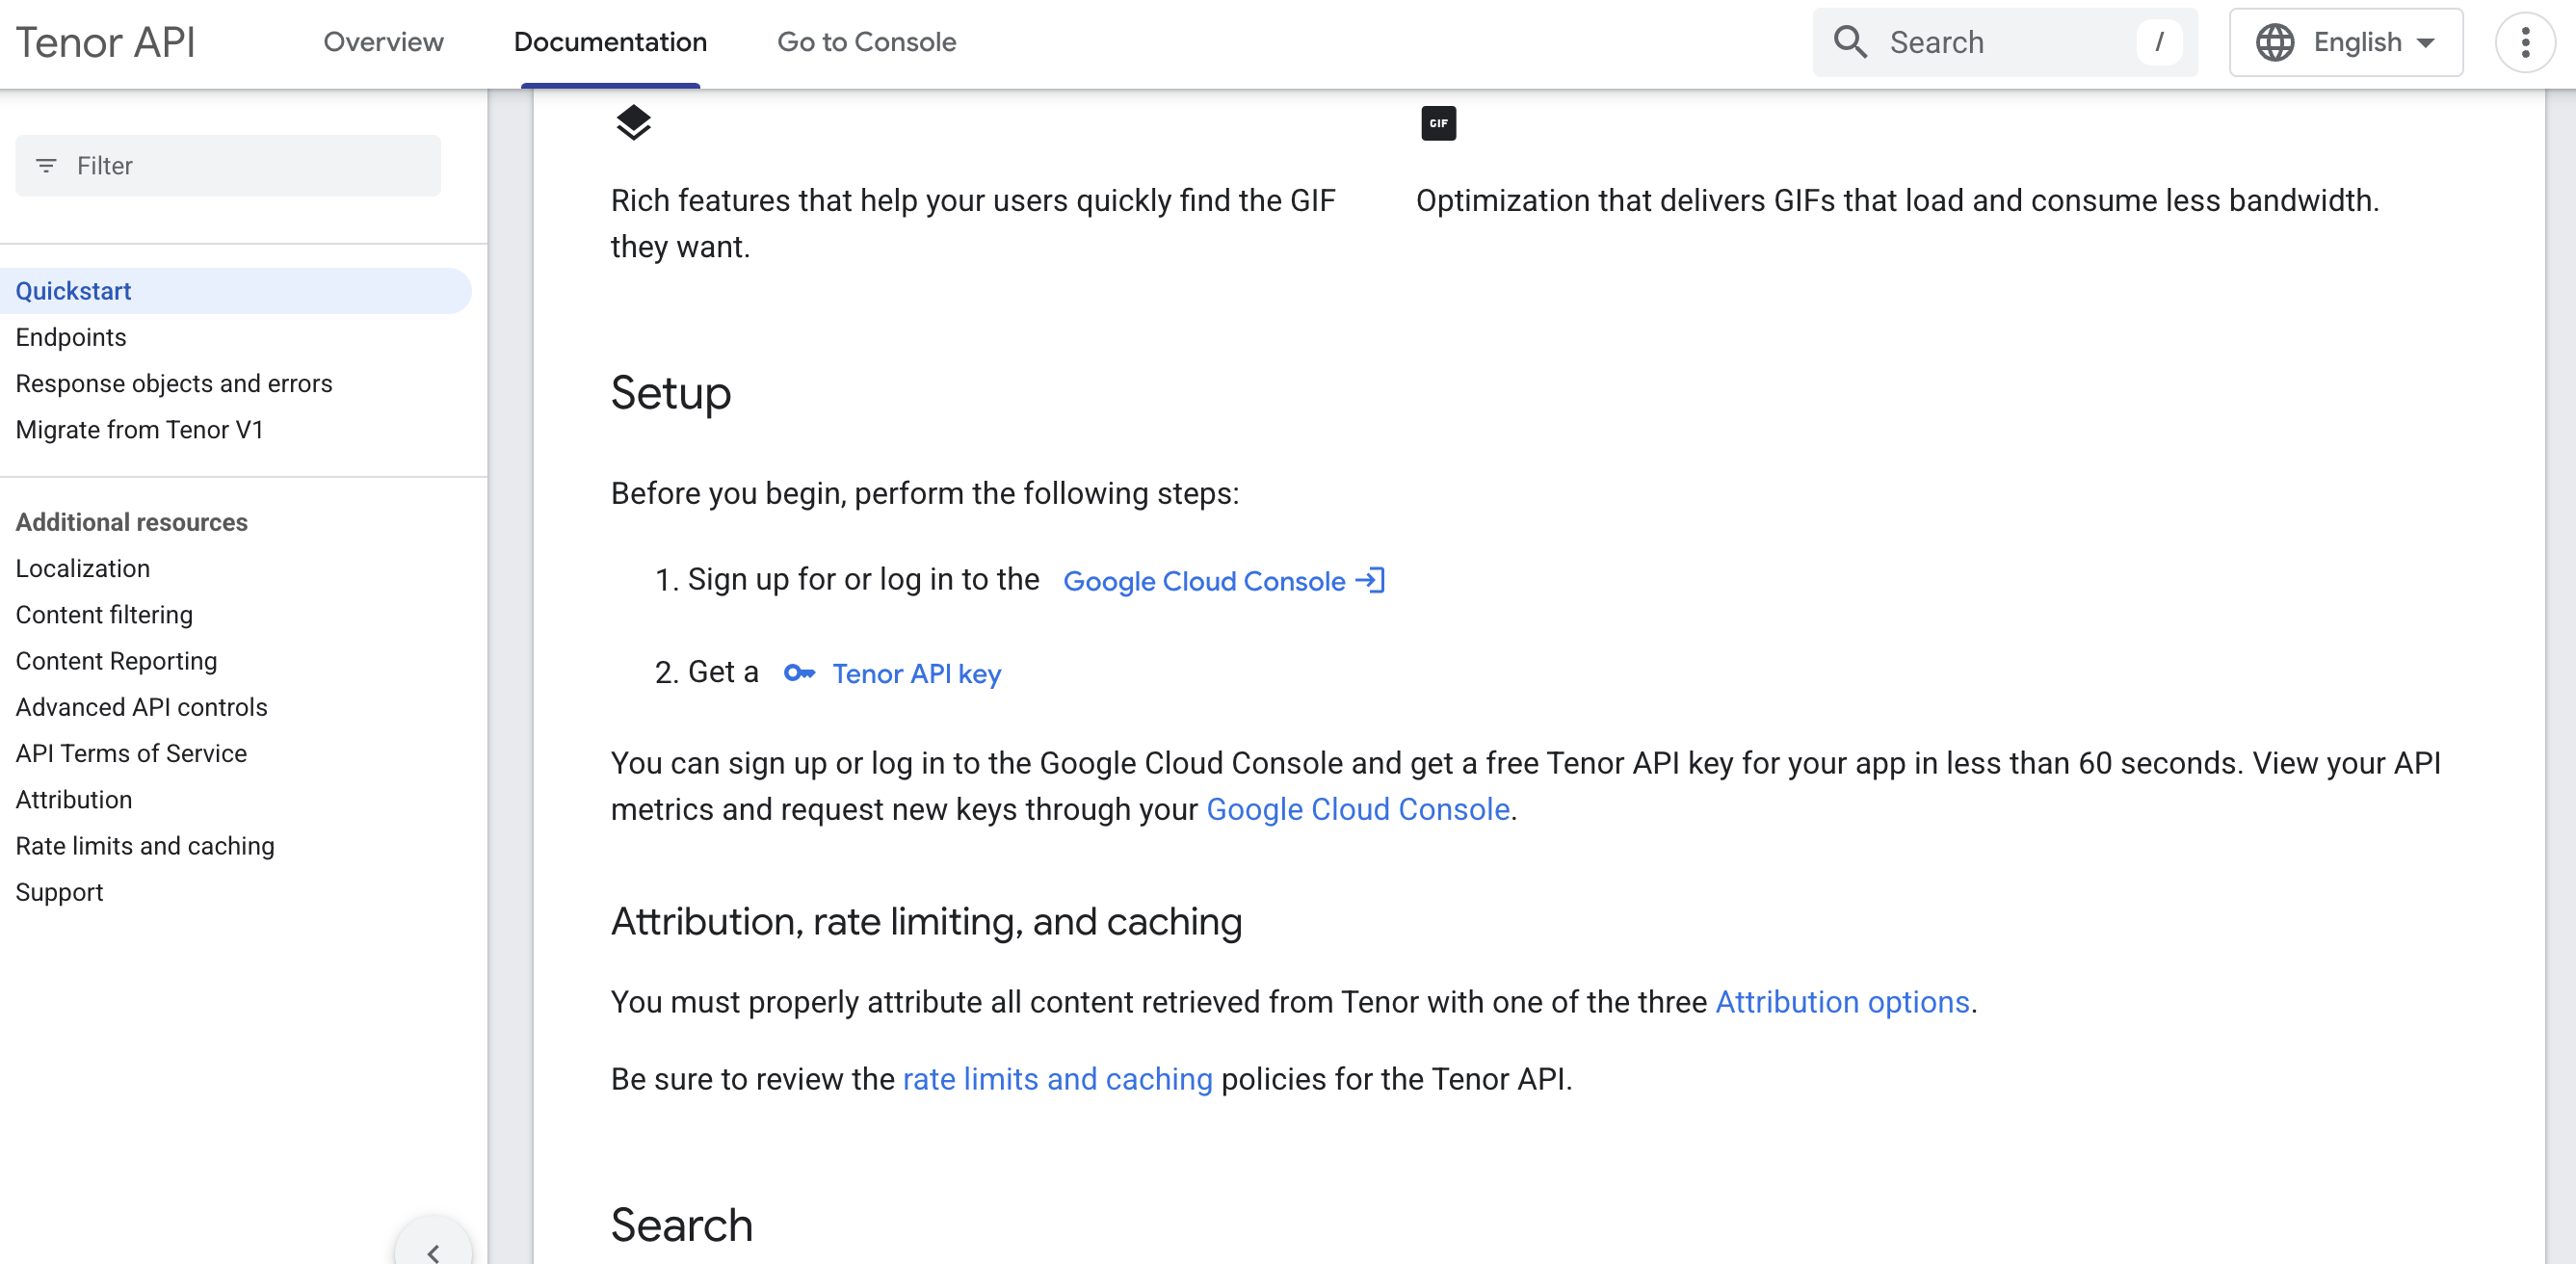 Tenor API
Overview
Documentation
Go to Console
Search
/
English
Filter
Quickstart
Endpoints
Response objects and errors
Migrate from Tenor V1
Additional resources
Localization
Content filtering
Content Reporting
Advanced API controls
API Terms of Service
Attribution
Rate limits and caching
Support
Rich features that help your users quickly find the GIF
they want.
GIF
Optimization that delivers GIFs that load and consume less bandwidth.
Setup
Before you begin, perform the following steps:
1. Sign up for or log in to the Google Cloud Console
2. Get a Tenor API key
You can sign up or log in to the Google Cloud Console and get a free Tenor API key for your app in less than 60 seconds. View your API
metrics and request new keys through your Google Cloud Console.
Attribution, rate limiting, and caching
You must properly attribute all content retrieved from Tenor with one of the three Attribution options.
Be sure to review the rate limits and caching policies for the Tenor API.
Search